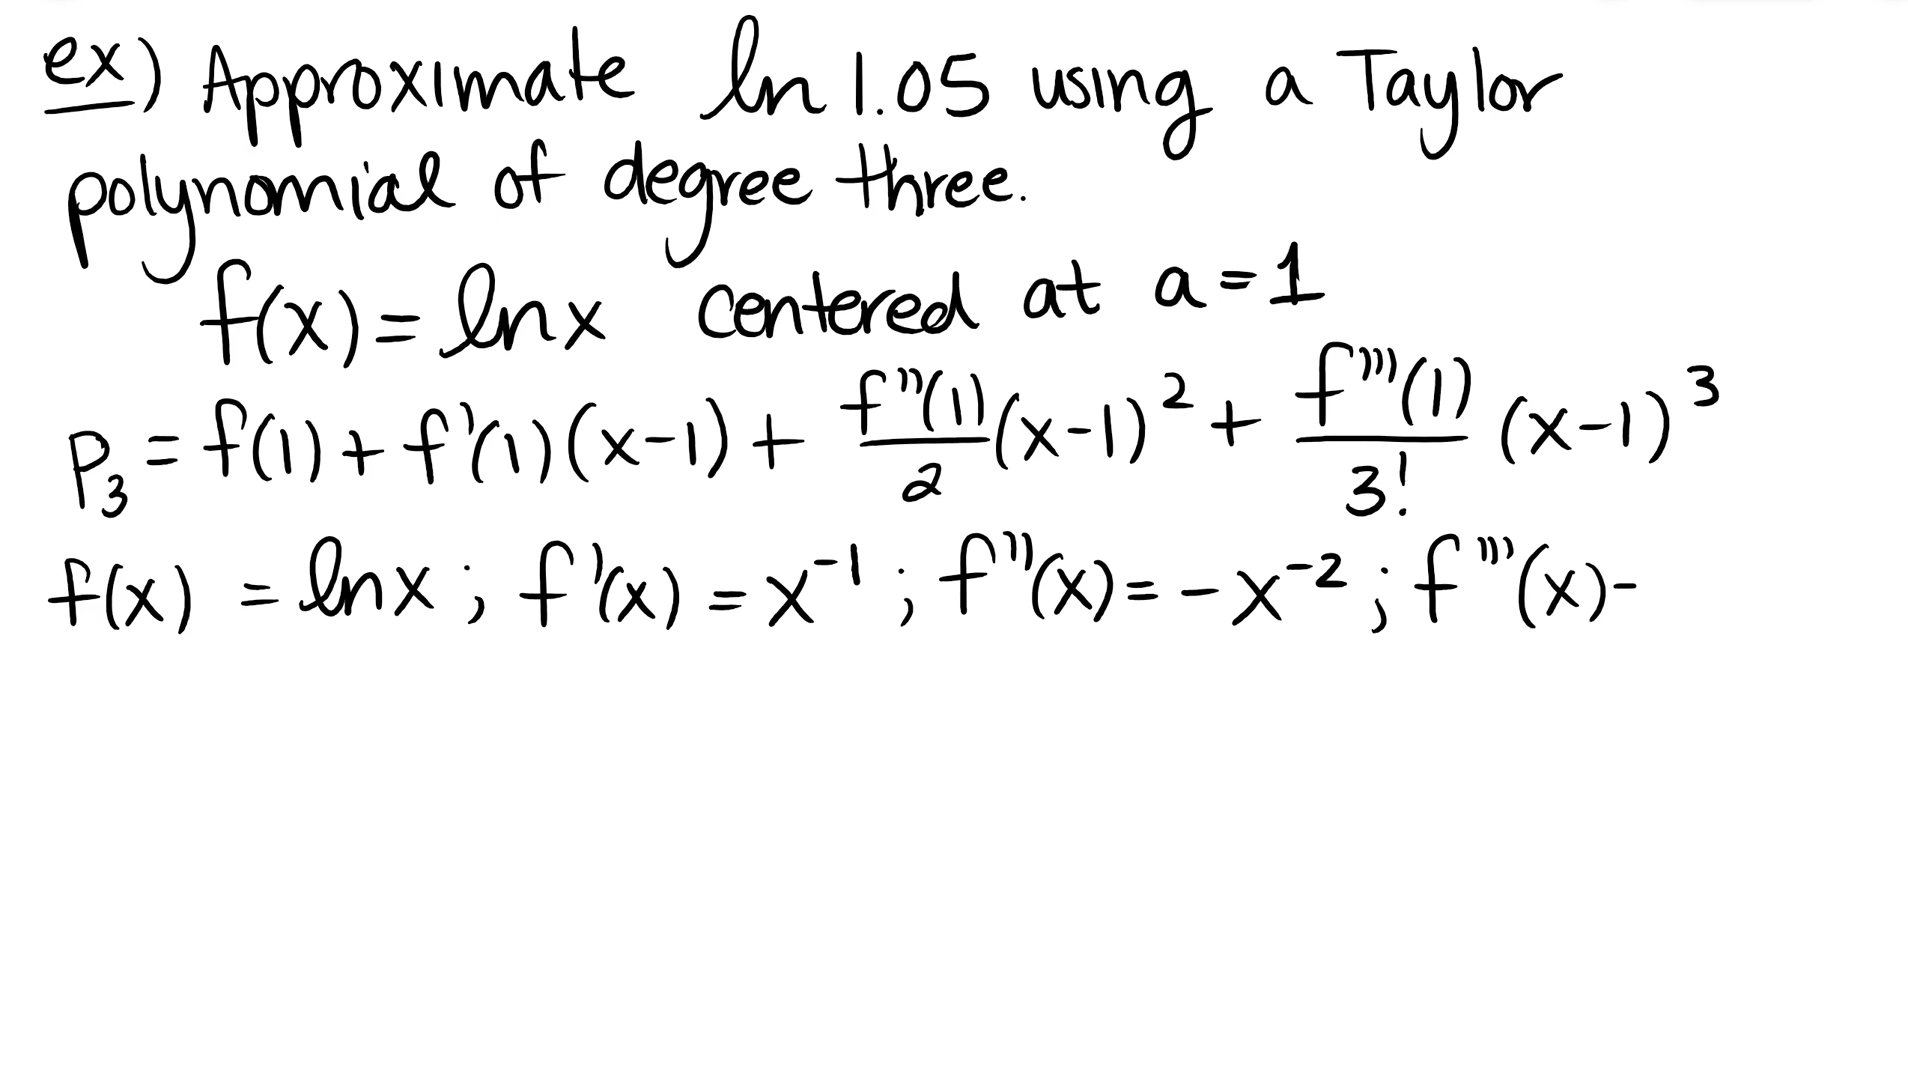 ex) Approximate ln 1.05 using a Taylor
polynomial of degree three.
f(x) = ln x centered at a = 1
P₃ = f(1) + f'(1)(x-1) + f''(1)/2 (x-1)² + f'''(1)/3! (x-1)³
f(x) = ln x ; f'(x) = x⁻¹ ; f''(x) = -x⁻² ; f'''(x)-